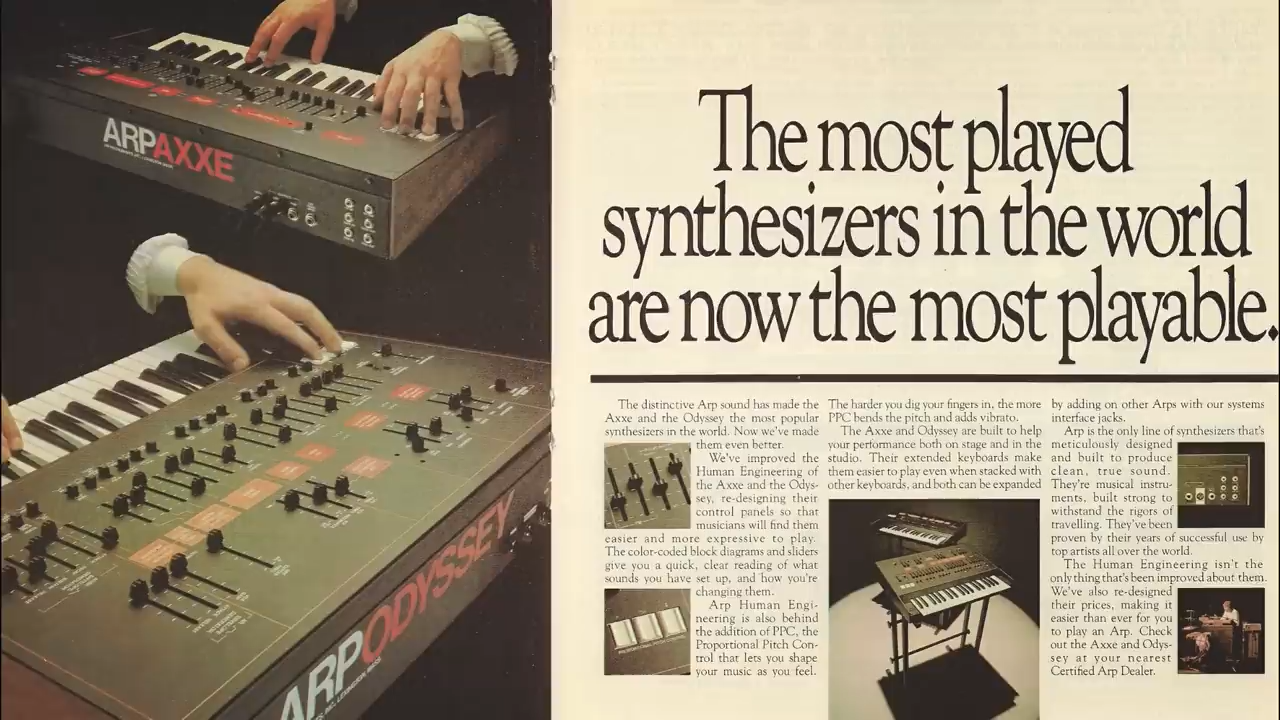 ARPAXXE
ARPODYSSEY
The most played
synthesizers in the world
are now the most playable.
The distinctive Arp sound has made the
Axxe and the Odyssey the most popular
synthesizers in the world. Now we've made
them even better.
We've improved the
Human Engineering of
the Axxe and the Odys-
sey, re-designing their
control panels so that
musicians will find them
easier and more expressive to play.
The color-coded block diagrams and sliders
give you a quick, clear reading of what
sounds you have set up, and how you're
changing them.
Arp Human Engi-
neering is also behind
the addition of PPC, the
Proportional Pitch Con-
trol that lets you shape
your music as you feel.
The harder you dig your fingers in, the more
PPC bends the pitch and adds vibrato.
The Axxe and Odyssey are built to help
your performance both on stage and in the
studio. Their extended keyboards make
them easier to play even when stacked with
other keyboards, and both can be expanded
by adding on other Arps with our systems
interface jacks.
Arp is the only line of synthesizers that's
meticulously designed
and built to produce
clean, true sound.
They're musical instru-
ments, built strong to
withstand the rigors of
travelling. They've been
proven by their years of successful use by
top artists all over the world.
The Human Engineering isn't the
only thing that's been improved about them.
We've also re-designed
their prices, making it
easier than ever for you
to play an Arp. Check
out the Axxe and Odys-
sey at your nearest
Certified Arp Dealer.